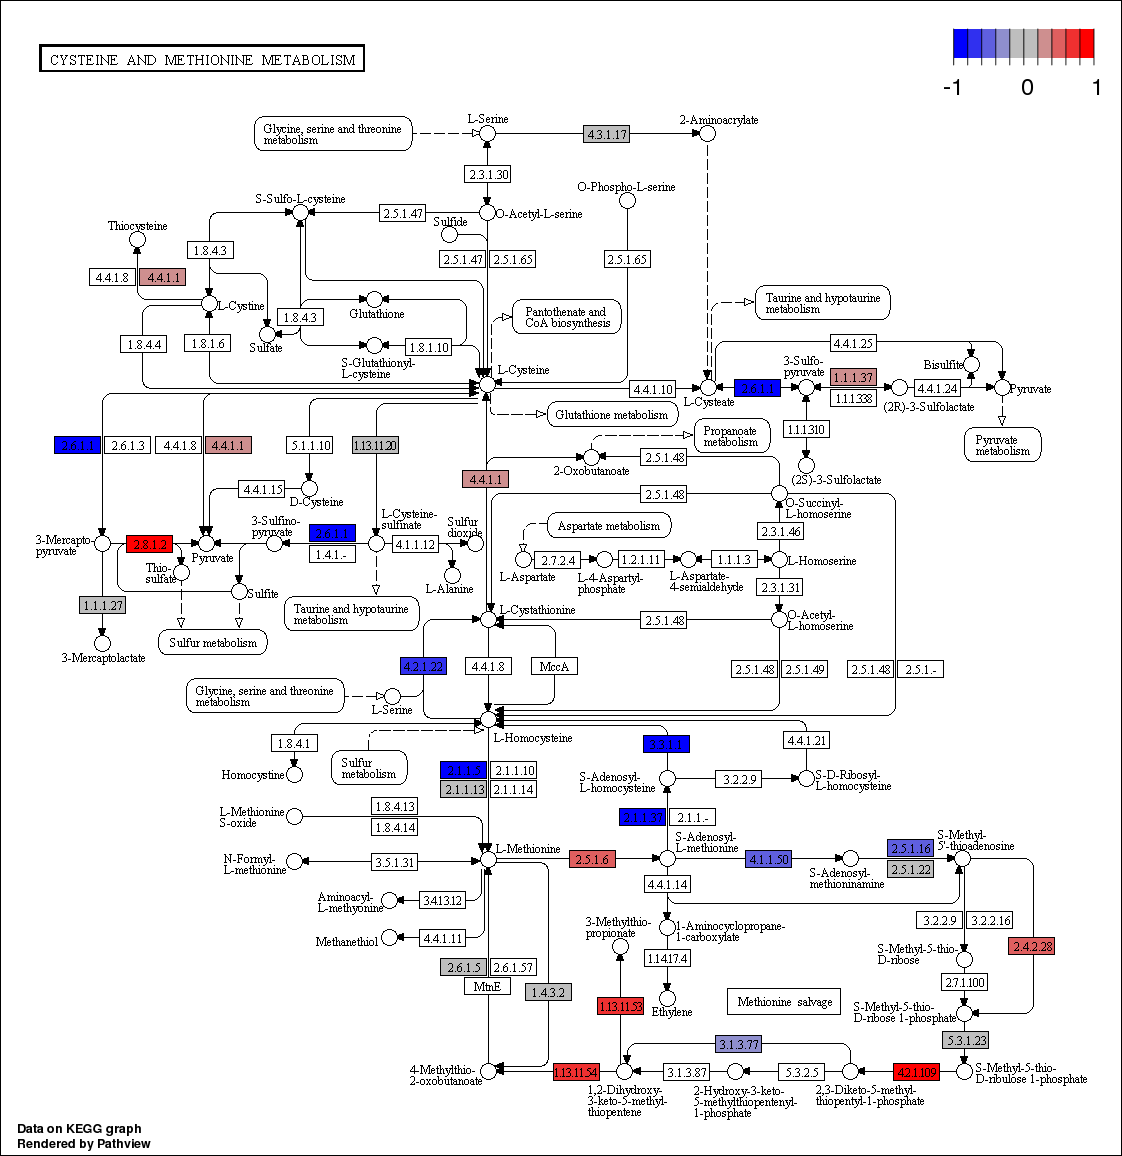 CYSTEINE AND METHIONINE METABOLISM
-1
0
1
L-Serine
2-Aminoacrylate
Glycine, serine and threonine
metabolism
4.3.1.17
2.3.1.30
O-Phospho-L-serine
S-Sulfo-L-cysteine
2.5.1.47
O-Acetyl-L-serine
Sulfide
Thiocysteine
1.8.4.3
2.5.1.47
2.5.1.65
2.5.1.65
4.4.1.8
4.4.1.1
L-Cystine
Glutathione
1.8.4.3
Pantothenate and
CoA biosynthesis
Taurine and hypotaurine
metabolism
1.8.4.4
1.8.1.6
Sulfate
1.8.1.10
S-Glutathionyl-
L-cysteine
L-Cysteine
4.4.1.25
3-Sulfo-
pyruvate
Bisulfite
1.1.1.37
4.4.1.10
L-Cysteate
2.6.1.1
1.1.1.338
4.4.1.24
Pyruvate
(2R)-3-Sulfolactate
Glutathione metabolism
1.1.1.310
Propanoate
metabolism
Pyruvate
metabolism
2.6.1.1
2.6.1.3
4.4.1.8
4.4.1.1
5.1.1.10
1.13.11.20
2-Oxobutanoate
2.5.1.48
(2S)-3-Sulfolactate
4.4.1.1
4.4.1.15
D-Cysteine
2.5.1.48
O-Succinyl-
L-homoserine
L-Cysteine-
sulfinate
Sulfur
dioxide
3-Sulfino-
pyruvate
Aspartate metabolism
2.3.1.46
3-Mercapto-
pyruvate
2.8.1.2
Pyruvate
2.6.1.1
1.4.1.-
4.1.1.12
L-Alanine
Thio-
sulfate
Sulfite
L-Aspartate
2.7.2.4
L-4-Aspartyl-
phosphate
1.2.1.11
L-Aspartate-
4-semialdehyde
1.1.1.3
L-Homoserine
2.3.1.31
1.1.1.27
Taurine and hypotaurine
metabolism
L-Cystathionine
2.5.1.48
O-Acetyl-
L-homoserine
Sulfur metabolism
3-Mercaptolactate
4.2.1.22
4.4.1.8
MccA
2.5.1.48
2.5.1.49
2.5.1.48
2.5.1.-
Glycine, serine and threonine
metabolism
L-Serine
L-Homocysteine
1.8.4.1
Sulfur
metabolism
Homocystine
3.3.1.1
4.4.1.21
2.1.1.5
2.1.1.10
2.1.1.13
2.1.1.14
S-Adenosyl-
L-homocysteine
3.2.2.9
S-D-Ribosyl-
L-homocysteine
L-Methionine
S-oxide
1.8.4.13
1.8.4.14
2.1.1.-
L-Methionine
S-Adenosyl-
L-methionine
N-Formyl-
L-methionine
3.5.1.31
2.5.1.6
4.1.1.50
S-Adenosyl-
methioninamine
2.5.1.16
2.5.1.22
S-Methyl-
5'-thioadenosine
4.4.1.14
Aminoacyl-
L-methyonine
3.4.13.12
Methanethiol
4.4.1.11
3-Methylthio-
propionate
1-Aminocyclopropane-
1-carboxylate
3.2.2.9
3.2.2.16
2.4.2.28
1.14.17.4
S-Methyl-5-thio-
D-ribose
2.6.1.5
2.6.1.57
MtnE
1.4.3.2
2.7.1.100
1.13.11.53
Ethylene
Methionine salvage
S-Methyl-5-thio-
D-ribose 1-phosphate
3.1.3.77
5.3.1.23
4-Methylthio-
2-oxobutanoate
1.13.11.54
3.1.3.87
5.3.2.5
4.2.1.109
S-Methyl-5-thio-
D-ribulose 1-phosphate
1,2-Dihydroxy-
3-keto-5-methyl-
thiopentene
2-Hydroxy-3-keto-
5-methylthiopentenyl-
1-phosphate
2,3-Diketo-5-methyl-
thiopentyl-1-phosphate
Data on KEGG graph
Rendered by Pathview